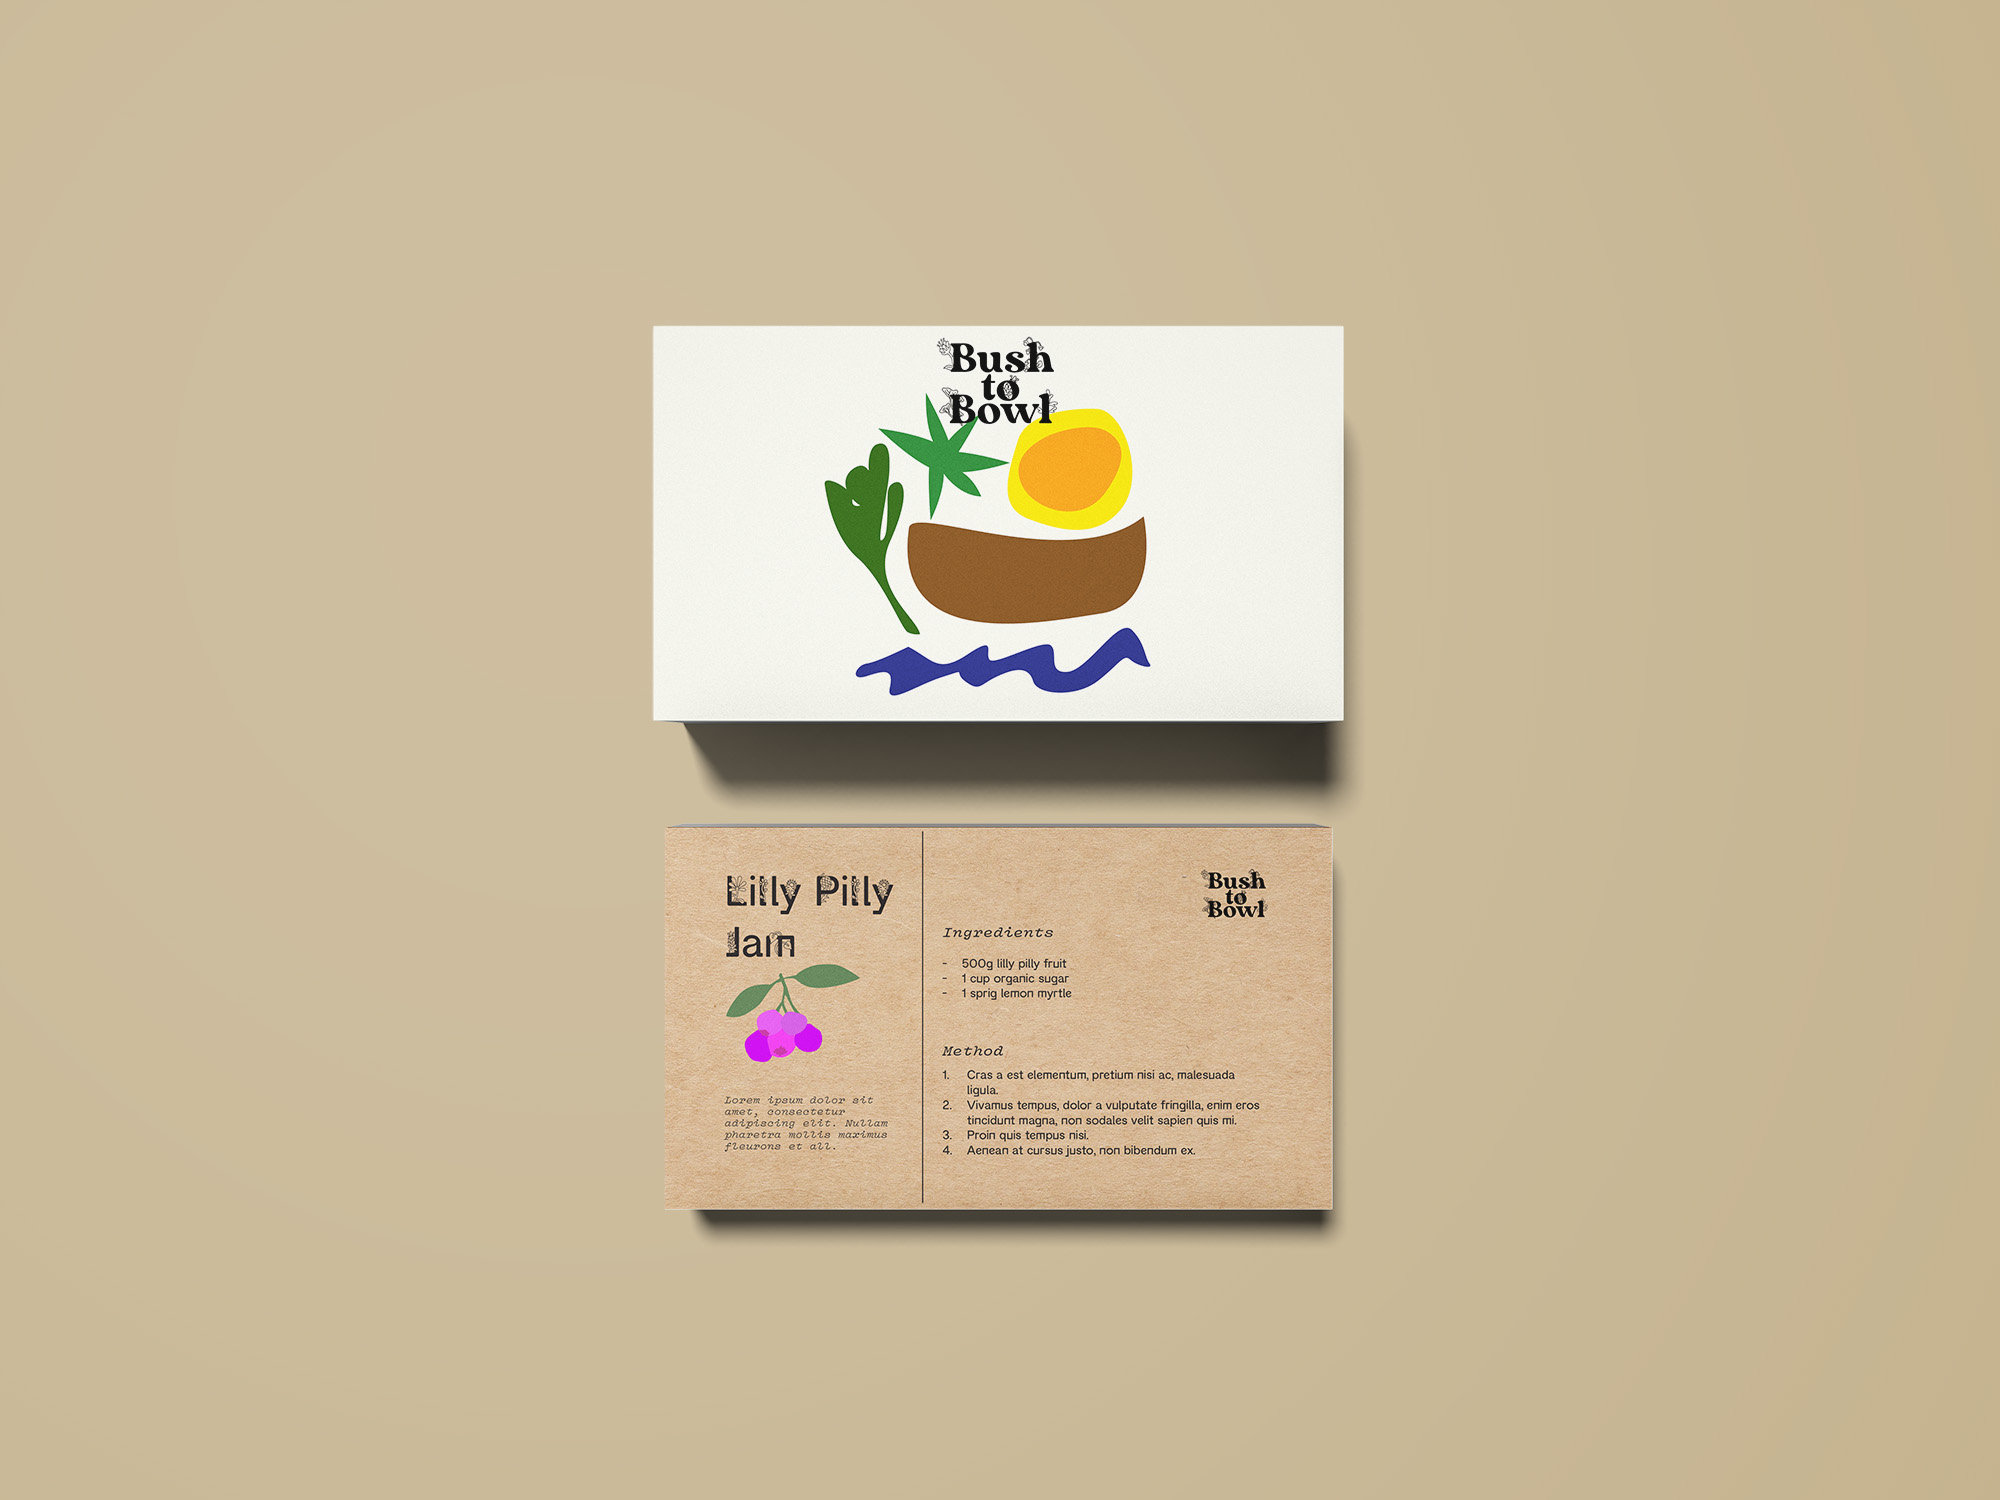 Bush
to
Bowl
Lilly Pilly
Jam
Lorem ipsum dolor sit
amet, consectetur
adipiscing elit. Nullam
pharetra mollis maximus
fleurons et all.
Bush
to
Bowl
Ingredients
- 500g lilly pilly fruit
- 1 cup organic sugar
- 1 sprig lemon myrtle
Method
1. Cras a est elementum, pretium nisi ac, malesuada
ligula.
2. Vivamus tempus, dolor a vulputate fringilla, enim eros
tincidunt magna, non sodales velit sapien quis mi.
3. Proin quis tempus nisi.
4. Aenean at cursus justo, non bibendum ex.